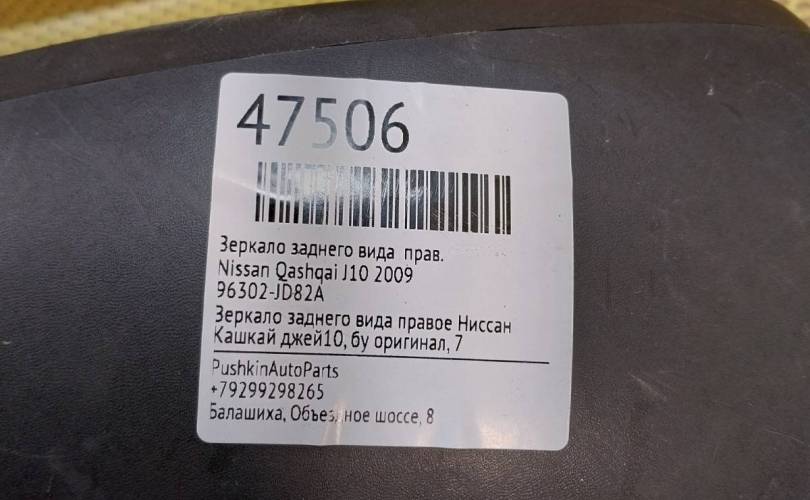 47506
Зеркало заднего вида прав.
Nissan Qashqai J10 2009
96302-JD82A
Зеркало заднего вида правое Ниссан
Кашкай джей10, бу оригинал, 7
PushkinAutoParts
+79299298265
Балашиха, Объездное шоссе, 8